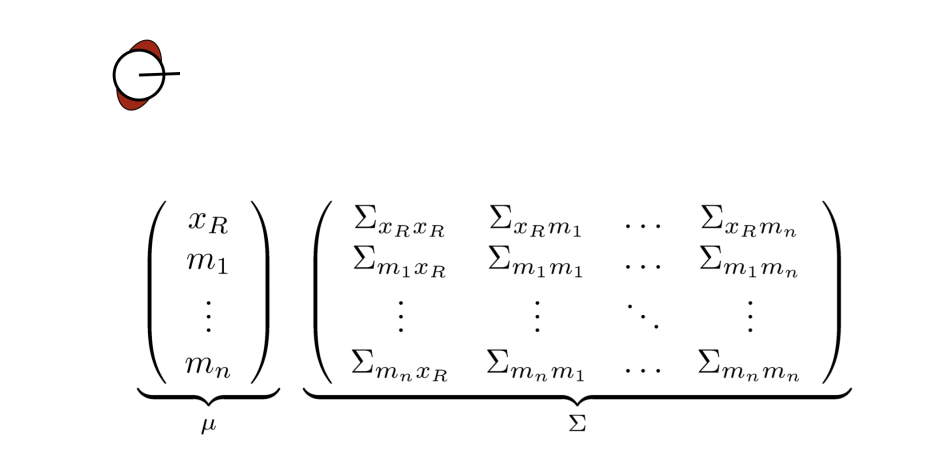 x_R Σ_{x_R x_R} Σ_{x_R m_1} … Σ_{x_R m_n}
m_1 Σ_{m_1 x_R} Σ_{m_1 m_1} … Σ_{m_1 m_n}
⋮ ⋮ ⋮ ⋱ ⋮
m_n Σ_{m_n x_R} Σ_{m_n m_1} … Σ_{m_n m_n}
μ Σ